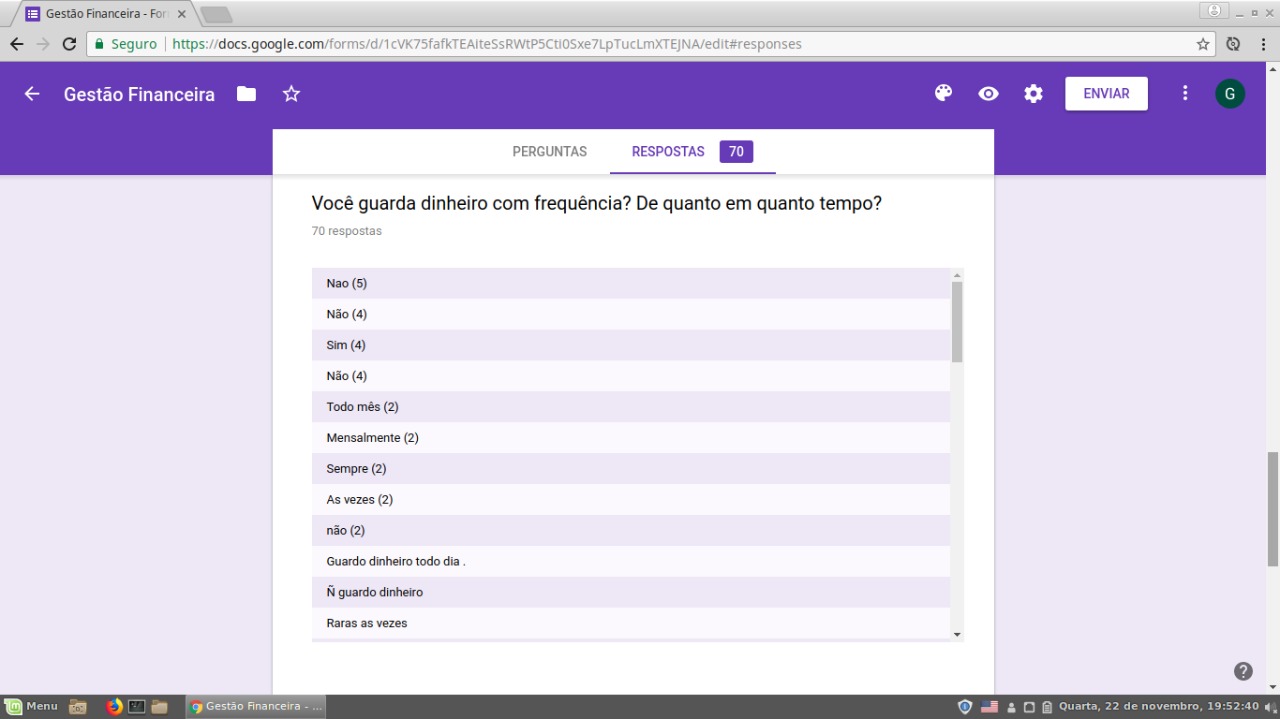 Gestão Financeira - For
Seguro
https://docs.google.com/forms/d/1cVK75fafkTEAiteSsRWtP5Cti0Sxe7LpTucLmXTEJNA/edit#responses
Gestão Financeira
ENVIAR
G
PERGUNTAS
RESPOSTAS 70
Você guarda dinheiro com frequência? De quanto em quanto tempo?
70 respostas
Nao (5)
Não (4)
Sim (4)
Não (4)
Todo mês (2)
Mensalmente (2)
Sempre (2)
As vezes (2)
não (2)
Guardo dinheiro todo dia .
Ñ guardo dinheiro
Raras as vezes
?
Menu
Gestão Financeira - ...
Quarta, 22 de novembro, 19:52:40